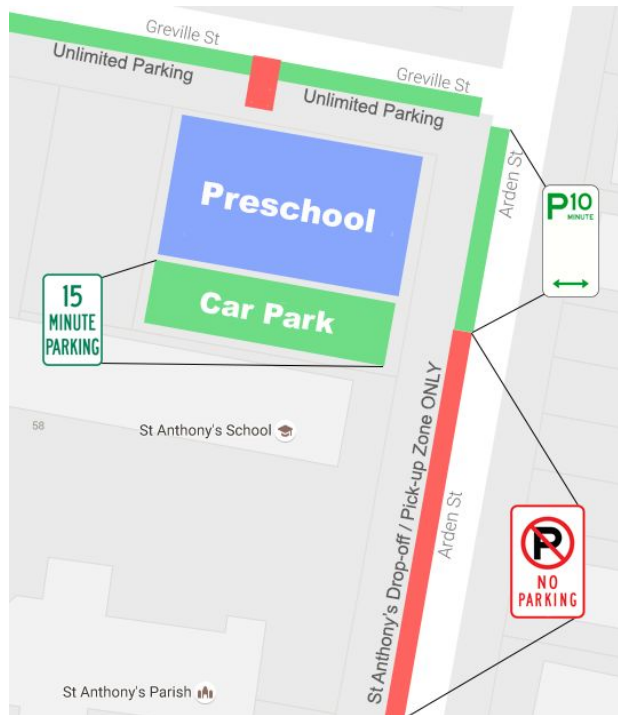 Greville St
Unlimited Parking
Greville St
Unlimited Parking
Arden St
P10
MINUTE
Preschool
Car Park
15
MINUTE
PARKING
58
St Anthony's School
St Anthony's Drop-off / Pick-up Zone ONLY
Arden St
P
NO
PARKING
St Anthony's Parish